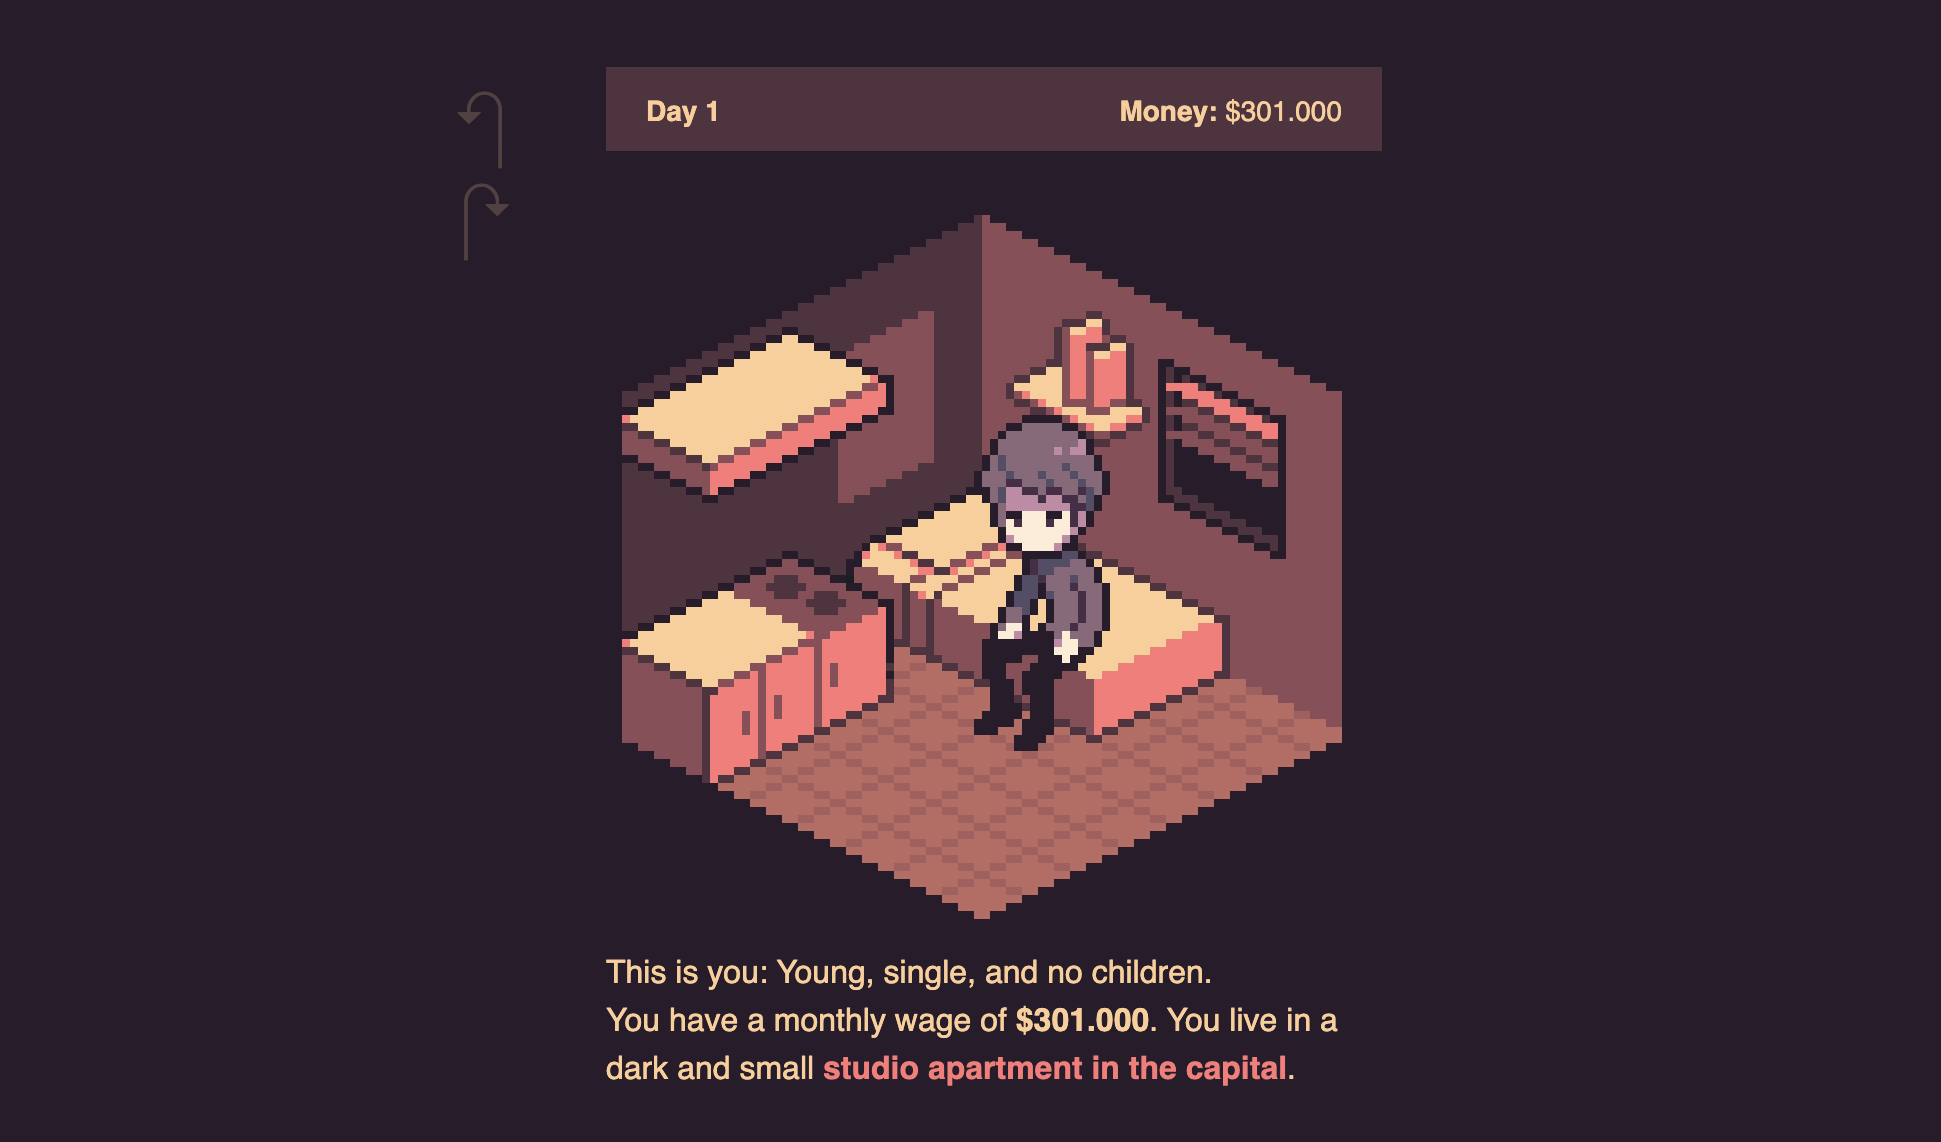 Day 1
Money: $301.000
This is you: Young, single, and no children.
You have a monthly wage of $301.000. You live in a
dark and small studio apartment in the capital.